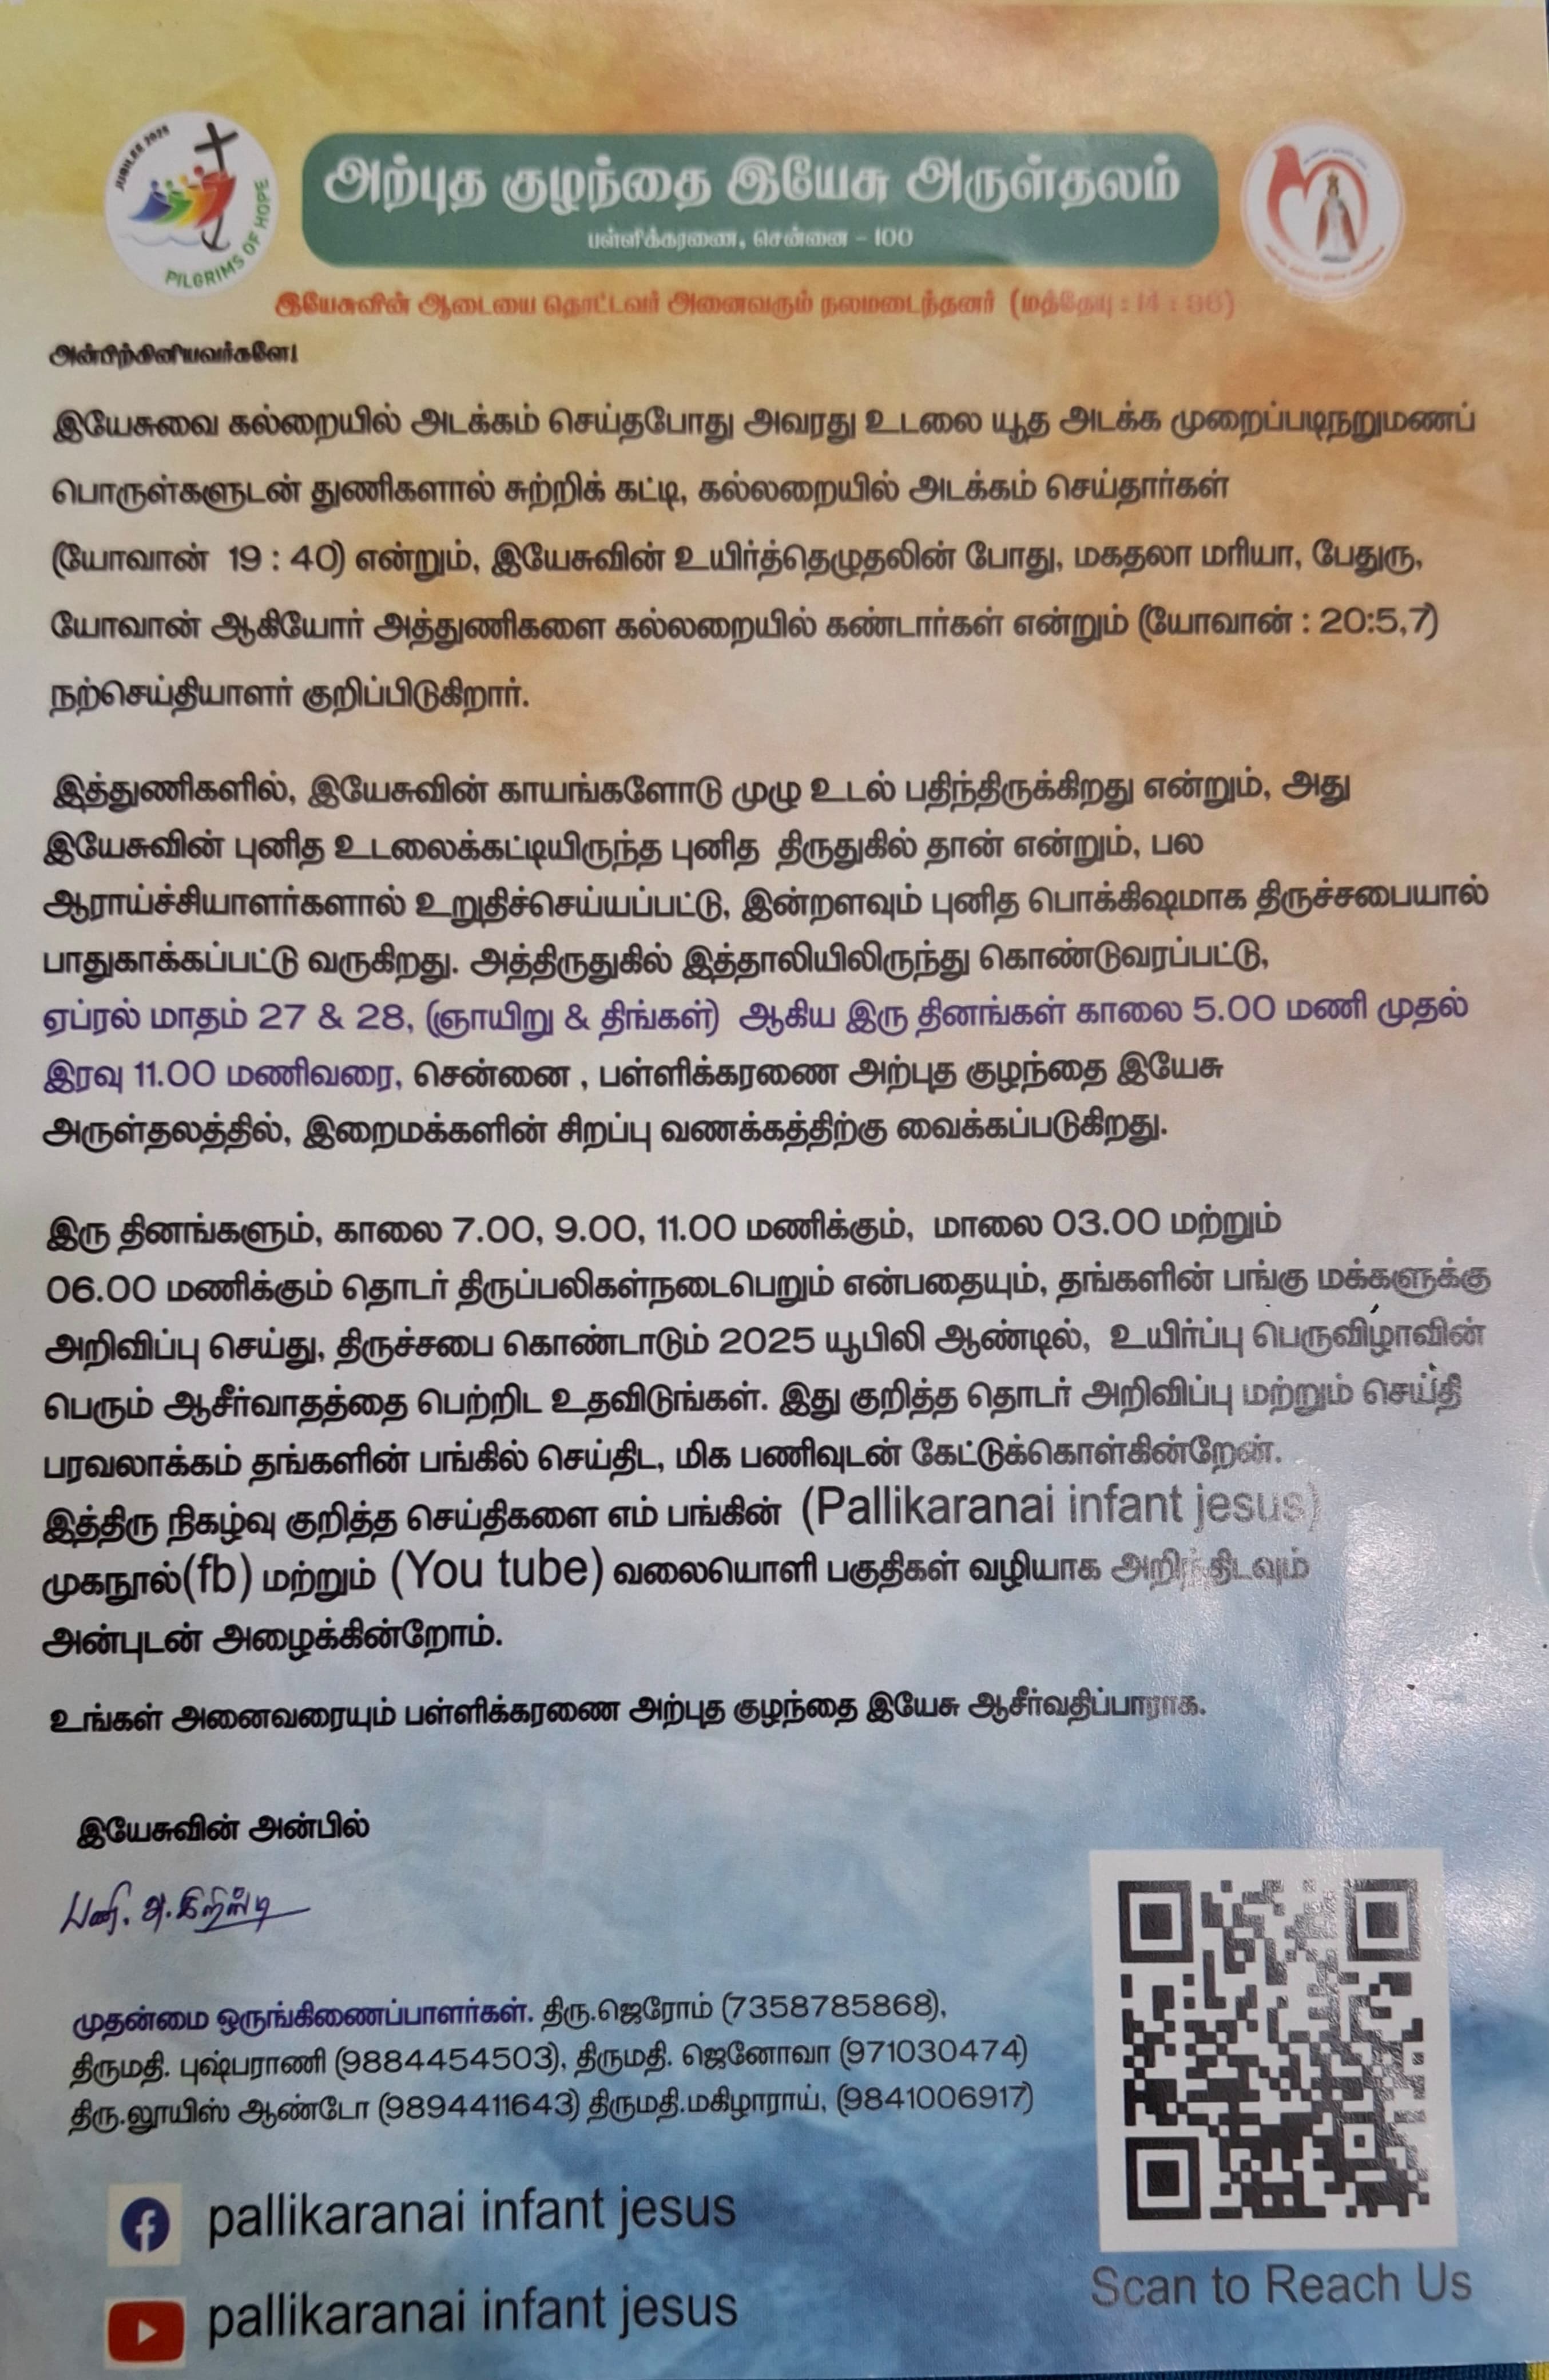 JUBILEE 2025
PILGRIMS OF HOPE
அற்புத குழந்தை இயேசு அருள்தலம்
பள்ளிக்கரணை, சென்னை - 100
இயேசுவின் ஆடையை தொட்டவர் அனைவரும் நலமடைந்தனர் (மத்தேயு : 14 : 36)
அன்பிற்கினியவர்களே!
இயேசுவை கல்றையில் அடக்கம் செய்தபோது அவரது உடலை யூத அடக்க முறைப்படிநறுமணப்
பொருள்களுடன் துணிகளால் சுற்றிக் கட்டி, கல்லறையில் அடக்கம் செய்தார்கள்
(யோவான் 19 : 40) என்றும், இயேசுவின் உயிர்த்தெழுதலின் போது, மகதலா மரியா, பேதுரு,
யோவான் ஆகியோர் அத்துணிகளை கல்லறையில் கண்டார்கள் என்றும் (யோவான் : 20:5,7)
நற்செய்தியாளர் குறிப்பிடுகிறார்.
இத்துணிகளில், இயேசுவின் காயங்களோடு முழு உடல் பதிந்திருக்கிறது என்றும், அது
இயேசுவின் புனித உடலைக்கட்டியிருந்த புனித திருதுகில் தான் என்றும், பல
ஆராய்ச்சியாளர்களால் உறுதிச்செய்யப்பட்டு, இன்றளவும் புனித பொக்கிஷமாக திருச்சபையால்
பாதுகாக்கப்பட்டு வருகிறது. அத்திருதுகில் இத்தாலியிலிருந்து கொண்டுவரப்பட்டு,
ஏப்ரல் மாதம் 27 & 28, (ஞாயிறு & திங்கள்) ஆகிய இரு தினங்கள் காலை 5.00 மணி முதல்
இரவு 11.00 மணிவரை, சென்னை , பள்ளிக்கரணை அற்புத குழந்தை இயேசு
அருள்தலத்தில், இறைமக்களின் சிறப்பு வணக்கத்திற்கு வைக்கப்படுகிறது.
இரு தினங்களும், காலை 7.00, 9.00, 11.00 மணிக்கும், மாலை 03.00 மற்றும்
06.00 மணிக்கும் தொடர் திருப்பலிகள்நடைபெறும் என்பதையும், தங்களின் பங்கு மக்களுக்கு
அறிவிப்பு செய்து, திருச்சபை கொண்டாடும் 2025 யூபிலி ஆண்டில், உயிர்ப்பு பெருவிழாவின்
பெரும் ஆசீர்வாதத்தை பெற்றிட உதவிடுங்கள். இது குறித்த தொடர் அறிவிப்பு மற்றும் செய்தி
பரவலாக்கம் தங்களின் பங்கில் செய்திட, மிக பணிவுடன் கேட்டுக்கொள்கின்றேன்.
இத்திரு நிகழ்வு குறித்த செய்திகளை எம் பங்கின் (Pallikaranai infant jesus)
முகநூல்(fb) மற்றும் (You tube) வலையொளி பகுதிகள் வழியாக அறிந்திடவும்
அன்புடன் அழைக்கின்றோம்.
உங்கள் அனைவரையும் பள்ளிக்கரணை அற்புத குழந்தை இயேசு ஆசீர்வதிப்பாராக.
இயேசுவின் அன்பில்
முதன்மை ஒருங்கிணைப்பாளர்கள். திரு.ஜெரோம் (7358785868),
திருமதி. புஷ்பராணி (9884454503), திருமதி. ஜெனோவா (971030474)
திரு.லூயிஸ் ஆண்டோ (9894411643) திருமதி.மகிழாராய், (9841006917)
pallikaranai infant jesus
pallikaranai infant jesus
Scan to Reach Us